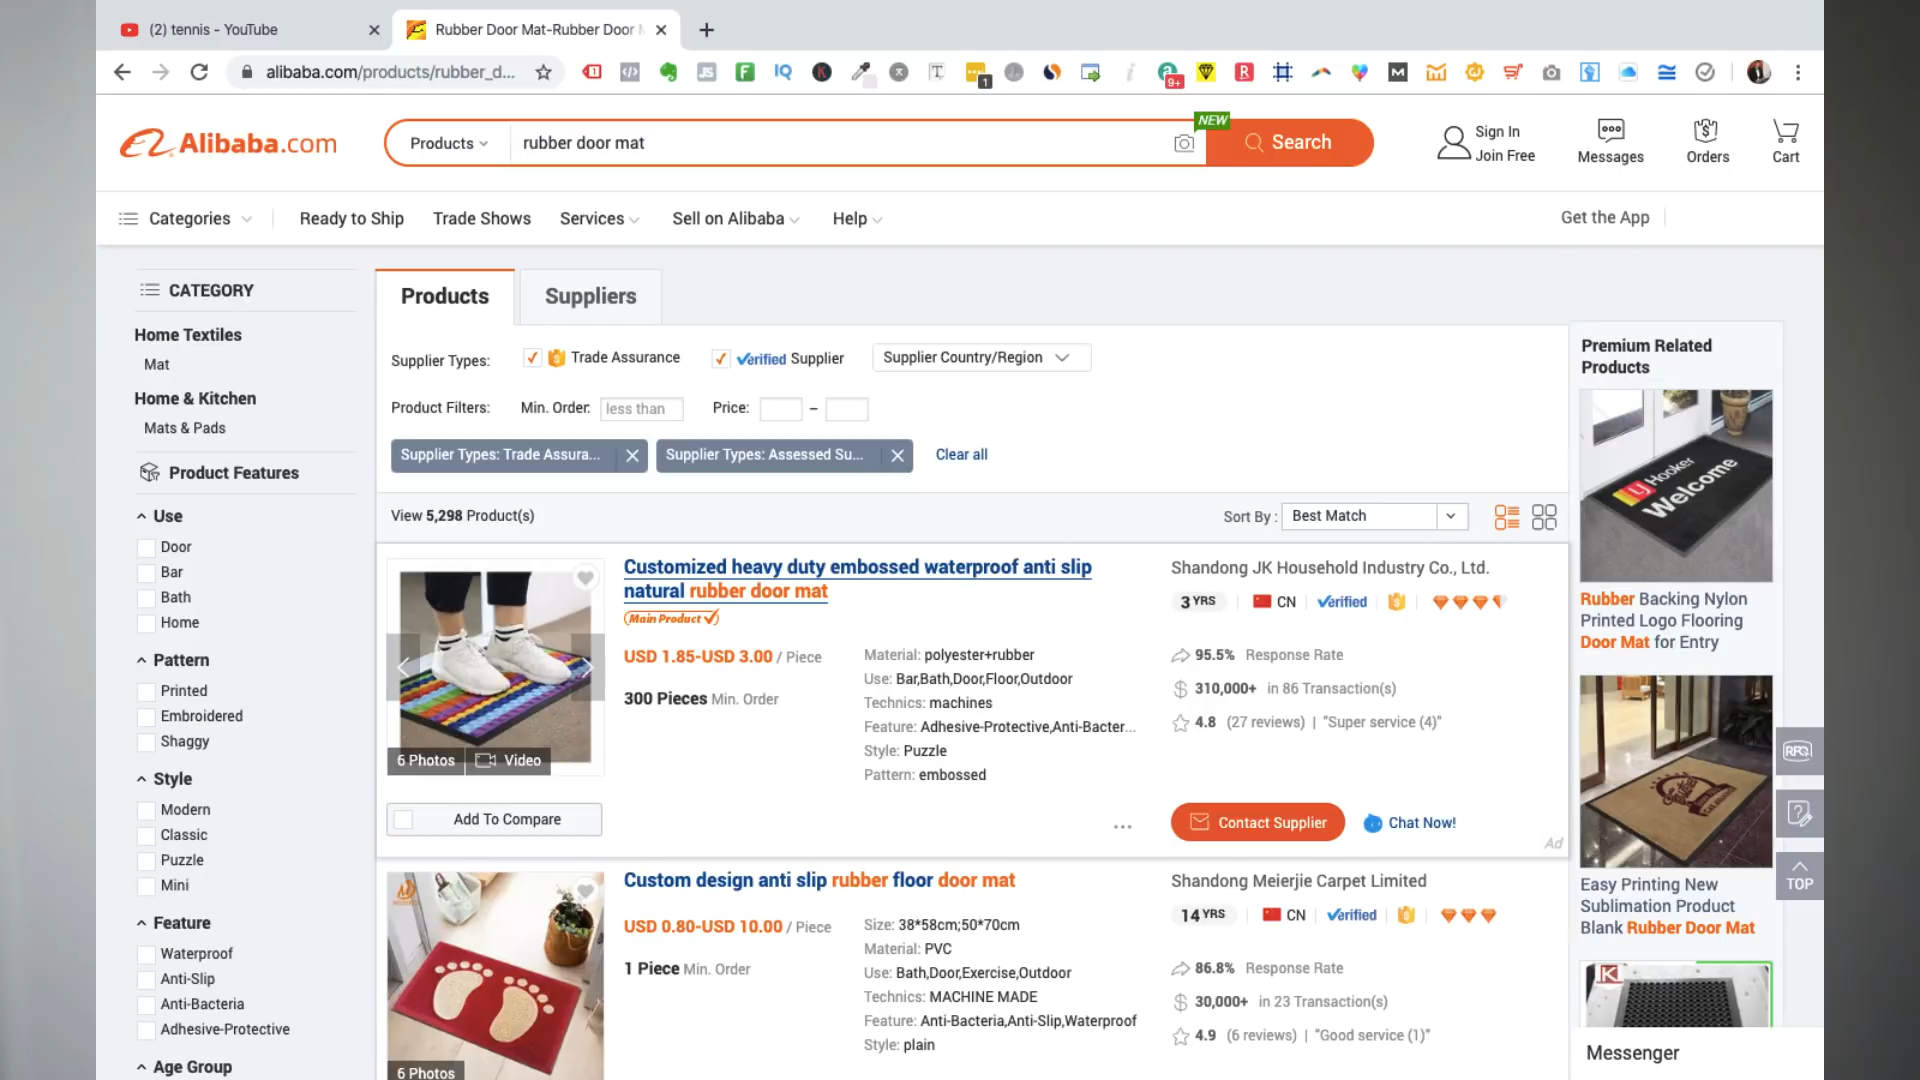 (2) tennis - YouTube
Rubber Door Mat-Rubber Door
alibaba.com/products/rubber_d...
JS
F
IQ
K
T
1
9+
R
M
Alibaba.com
Products
rubber door mat
NEW
Search
Sign In
Join Free
Messages
Orders
Cart
Categories
Ready to Ship
Trade Shows
Services
Sell on Alibaba
Help
Get the App
CATEGORY
Home Textiles
Mat
Home & Kitchen
Mats & Pads
Product Features
Use
Door
Bar
Bath
Home
Pattern
Printed
Embroidered
Shaggy
Style
Modern
Classic
Puzzle
Mini
Feature
Waterproof
Anti-Slip
Anti-Bacteria
Adhesive-Protective
Age Group
Products
Suppliers
Supplier Types:
Trade Assurance
Verified Supplier
Supplier Country/Region
Product Filters:
Min. Order:
less than
Price:
–
Supplier Types: Trade Assura...
Supplier Types: Assessed Su...
Clear all
View 5,298 Product(s)
Sort By :
Best Match
Customized heavy duty embossed waterproof anti slip
natural rubber door mat
Main Product
USD 1.85-USD 3.00 / Piece
300 Pieces Min. Order
Material: polyester+rubber
Use: Bar,Bath,Door,Floor,Outdoor
Technics: machines
Feature: Adhesive-Protective,Anti-Bacter...
Style: Puzzle
Pattern: embossed
6 Photos
Video
Add To Compare
...
Shandong JK Household Industry Co., Ltd.
3 YRS
CN
Verified
95.5% Response Rate
310,000+ in 86 Transaction(s)
4.8 (27 reviews) | "Super service (4)"
Contact Supplier
Chat Now!
Ad
Custom design anti slip rubber floor door mat
USD 0.80-USD 10.00 / Piece
1 Piece Min. Order
Size: 38*58cm;50*70cm
Material: PVC
Use: Bath,Door,Exercise,Outdoor
Technics: MACHINE MADE
Feature: Anti-Bacteria,Anti-Slip,Waterproof
Style: plain
6 Photos
Shandong Meierjie Carpet Limited
14 YRS
CN
Verified
86.8% Response Rate
30,000+ in 23 Transaction(s)
4.9 (6 reviews) | "Good service (1)"
Premium Related
Products
LJ Hooker
Welcome
Rubber Backing Nylon
Printed Logo Flooring
Door Mat for Entry
Easy Printing New
Sublimation Product
Blank Rubber Door Mat
K
RFQ
TOP
Messenger